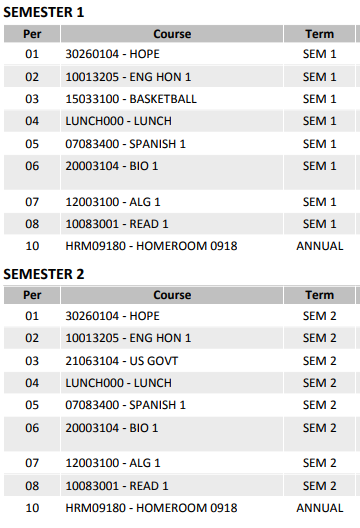 SEMESTER 1
Per Course Term
01 30260104 - HOPE SEM 1
02 10013205 - ENG HON 1 SEM 1
03 15033100 - BASKETBALL SEM 1
04 LUNCH000 - LUNCH SEM 1
05 07083400 - SPANISH 1 SEM 1
06 20003104 - BIO 1 SEM 1
07 12003100 - ALG 1 SEM 1
08 10083001 - READ 1 SEM 1
10 HRM09180 - HOMEROOM 0918 ANNUAL
SEMESTER 2
Per Course Term
01 30260104 - HOPE SEM 2
02 10013205 - ENG HON 1 SEM 2
03 21063104 - US GOVT SEM 2
04 LUNCH000 - LUNCH SEM 2
05 07083400 - SPANISH 1 SEM 2
06 20003104 - BIO 1 SEM 2
07 12003100 - ALG 1 SEM 2
08 10083001 - READ 1 SEM 2
10 HRM09180 - HOMEROOM 0918 ANNUAL